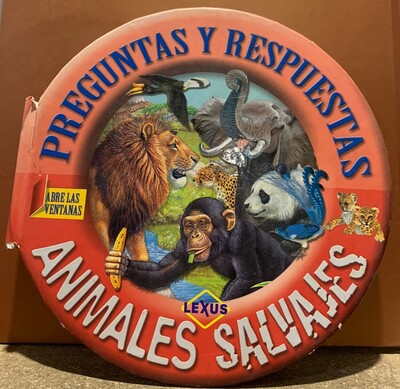 PREGUNTAS Y RESPUESTAS
ABRE LAS
VENTANAS
LEXUS
ANIMALES SALVAJES